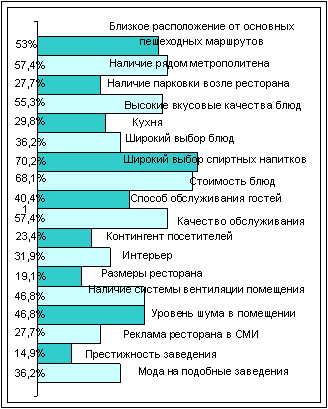 Близкое расположение от основных
пешеходных маршрутов
53%
57,4% Наличие рядом метрополитена
27,7% Наличие парковки возле ресторана
55,3% Высокие вкусовые качества блюд
29,8% Кухня
36,2% Широкий выбор блюд
70,2% Широкий выбор спиртных напитков
68,1% Стоимость блюд
40,4% Способ обслуживания гостей
1
57,4% Качество обслуживания
23,4% Контингент посетителей
31,9% Интерьер
19,1% Размеры ресторана
46,8% Наличие системы вентиляции помещения
46,8% Уровень шума в помещении
27,7% Реклама ресторана в СМИ
14,9% Престижность заведения
36,2% Мода на подобные заведения